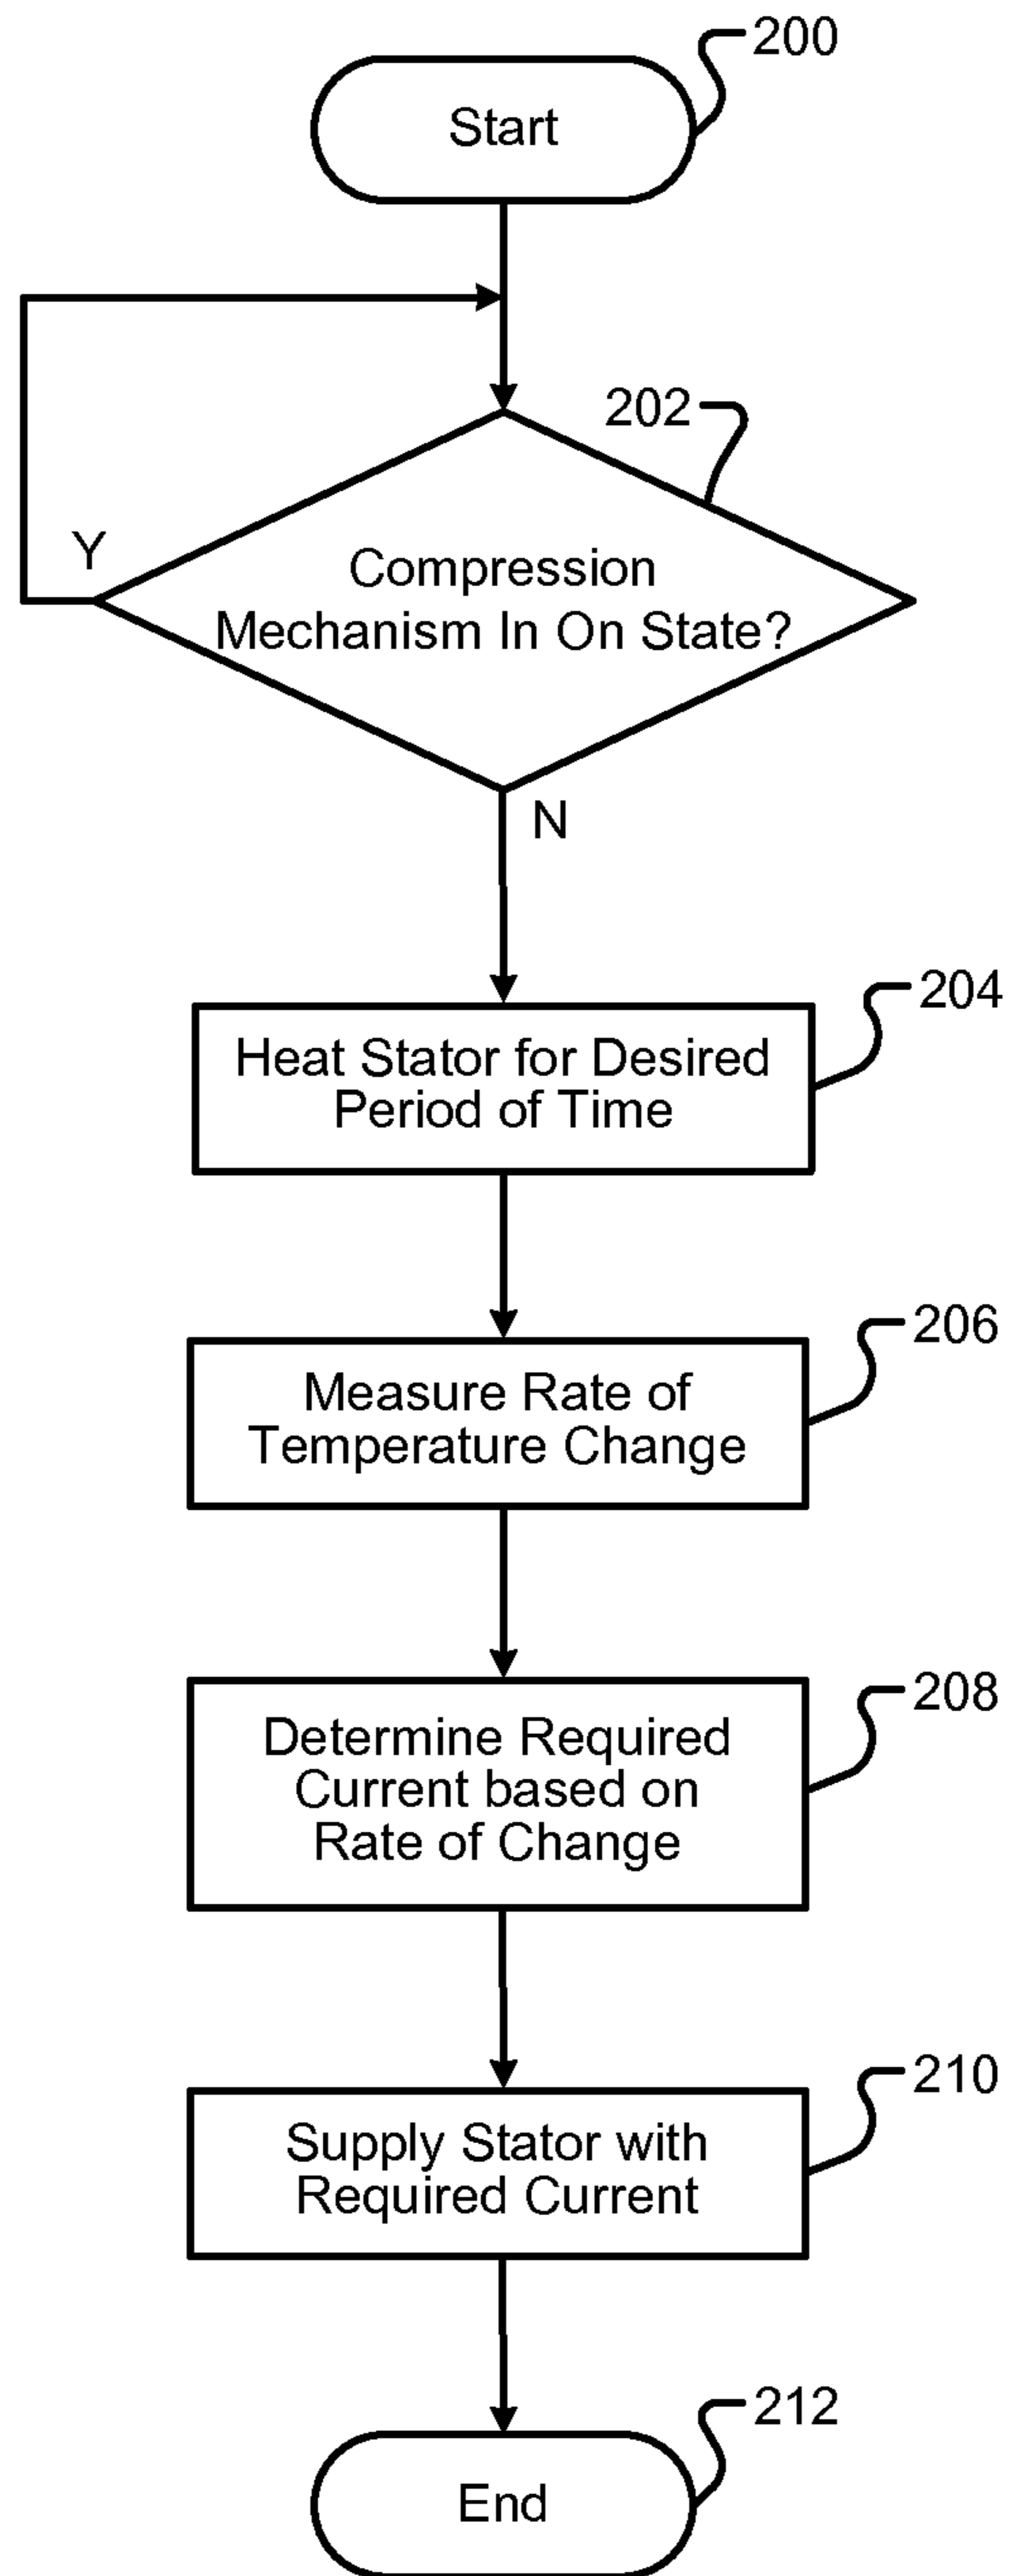 200
Start
202
Y
Compression
Mechanism In On State?
N
204
Heat Stator for Desired
Period of Time
206
Measure Rate of
Temperature Change
208
Determine Required
Current based on
Rate of Change
210
Supply Stator with
Required Current
212
End